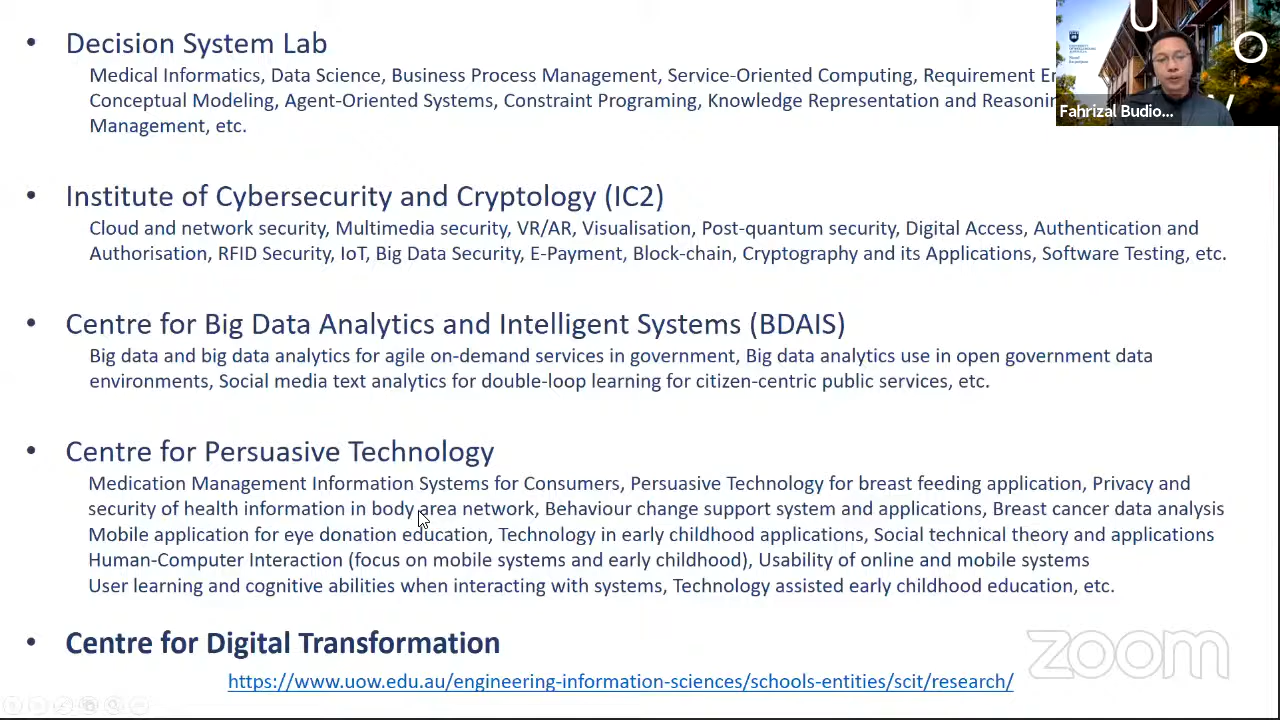 Decision System Lab
Medical Informatics, Data Science, Business Process Management, Service-Oriented Computing, Requirement
Conceptual Modeling, Agent-Oriented Systems, Constraint Programing, Knowledge Representation and
Management, etc.
U
O
Fahrizal Budio...
Institute of Cybersecurity and Cryptology (IC2)
Cloud and network security, Multimedia security, VR/AR, Visualisation, Post-quantum security, Digital Access, Authentication and
Authorisation, RFID Security, IoT, Big Data Security, E-Payment, Block-chain, Cryptography and its Applications, Software Testing, etc.
Centre for Big Data Analytics and Intelligent Systems (BDAIS)
Big data and big data analytics for agile on-demand services in government, Big data analytics use in open government data
environments, Social media text analytics for double-loop learning for citizen-centric public services, etc.
Centre for Persuasive Technology
Medication Management Information Systems for Consumers, Persuasive Technology for breast feeding application, Privacy and
security of health information in body area network, Behaviour change support system and applications, Breast cancer data analysis
Mobile application for eye donation education, Technology in early childhood applications, Social technical theory and applications
Human-Computer Interaction (focus on mobile systems and early childhood), Usability of online and mobile systems
User learning and cognitive abilities when interacting with systems, Technology assisted early childhood education, etc.
Centre for Digital Transformation
https://www.uow.edu.au/engineering-information-sciences/schools-entities/scit/research/
zoom